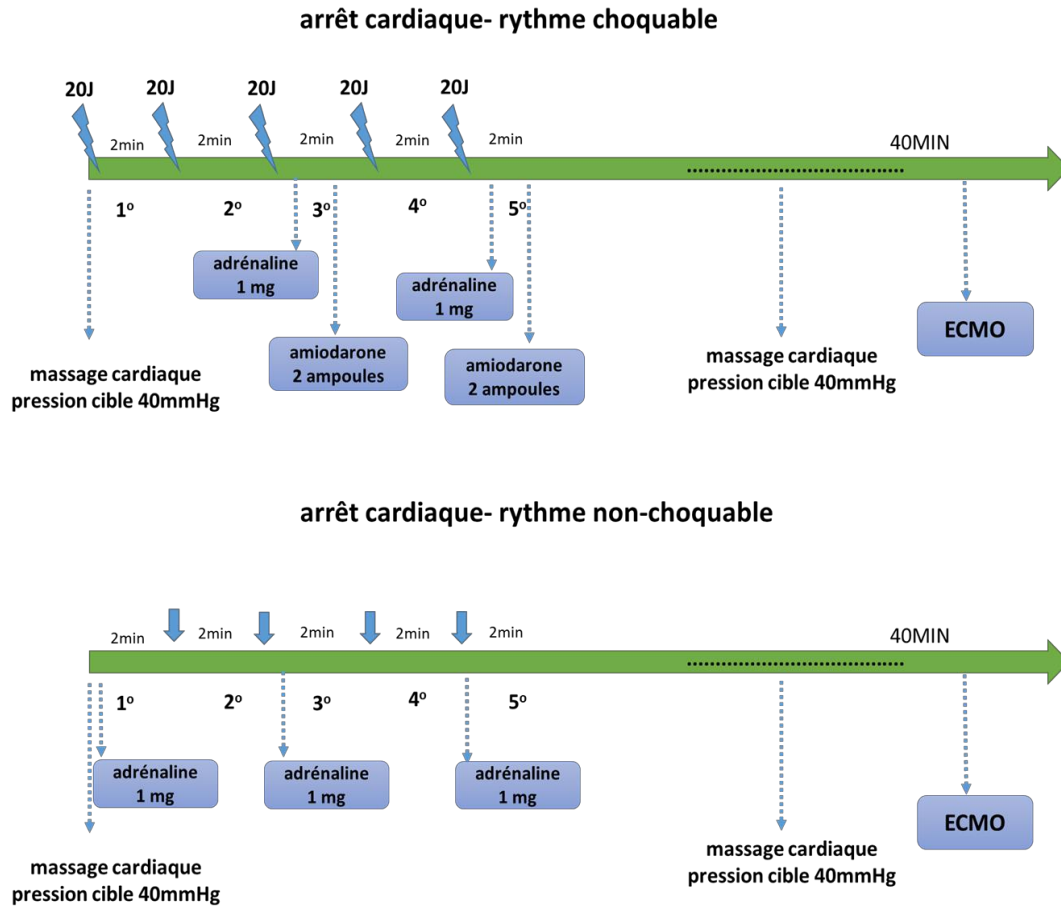 arrêt cardiaque- rythme choquable
20J
20J
20J
20J
20J
2min
2min
2min
2min
2min
40MIN
1º
2º
3º
4º
5º
adrénaline
1 mg
adrénaline
1 mg
amiodarone
2 ampoules
amiodarone
2 ampoules
massage cardiaque
pression cible 40mmHg
massage cardiaque
pression cible 40mmHg
ECMO
arrêt cardiaque- rythme non-choquable
2min
2min
2min
2min
2min
40MIN
1º
2º
3º
4º
5º
adrénaline
1 mg
adrénaline
1 mg
adrénaline
1 mg
massage cardiaque
pression cible 40mmHg
massage cardiaque
pression cible 40mmHg
ECMO